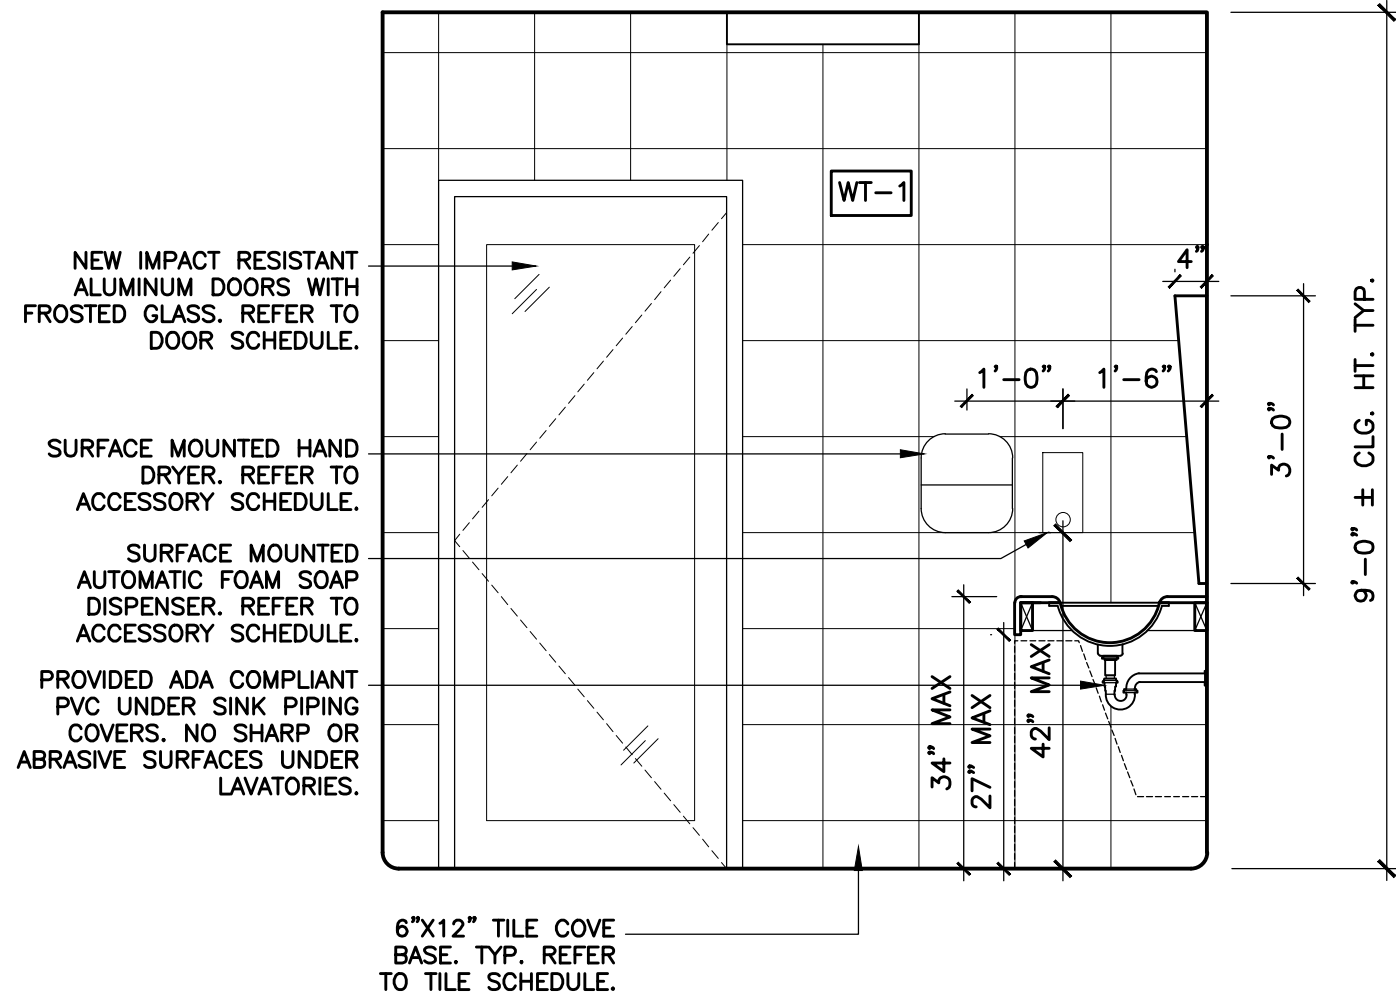 WT-1
NEW IMPACT RESISTANT
ALUMINUM DOORS WITH
FROSTED GLASS. REFER TO
DOOR SCHEDULE.
4"
1'-0"
1'-6"
3'-0"
9'-0" ± CLG. HT. TYP.
SURFACE MOUNTED HAND
DRYER. REFER TO
ACCESSORY SCHEDULE.
SURFACE MOUNTED
AUTOMATIC FOAM SOAP
DISPENSER. REFER TO
ACCESSORY SCHEDULE.
PROVIDED ADA COMPLIANT
PVC UNDER SINK PIPING
COVERS. NO SHARP OR
ABRASIVE SURFACES UNDER
LAVATORIES.
34" MAX
27" MAX
42" MAX
6"X12" TILE COVE
BASE. TYP. REFER
TO TILE SCHEDULE.